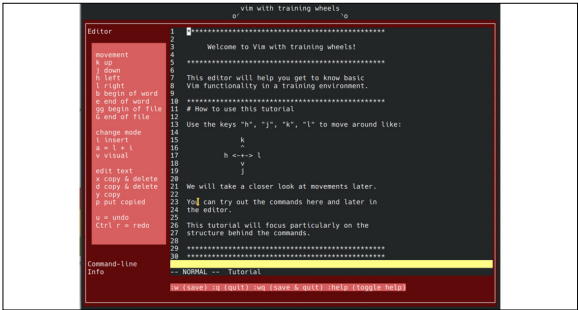 vim with training wheels
o/ \o
Editor
movement
k up
j down
h left
l right
b begin of word
e end of word
gg begin of file
G end of file
change mode
i insert
a = l + i
v visual
edit text
x copy & delete
d copy & delete
y copy
p put copied
u = undo
Ctrl r = redo
Command-line
Info
1 *****************************************
2
3 Welcome to Vim with training wheels!
4
5 *****************************************
6
7 This editor will help you get to know basic
8 Vim functionality in a training environment.
9
10 *****************************************
11 # How to use this tutorial
12
13 Use the keys "h", "j", "k", "l" to move around like:
14
15 k
16 ^
17 h <-+-> l
18 v
19 j
20
21 We will take a closer look at movements later.
22
23 You can try out the commands here and later in
24 the editor.
25
26 This tutorial will focus particularly on the
27 structure behind the commands.
28
29 *****************************************
30 *****************************************
-- NORMAL -- Tutorial
:w (save) :q (quit) :wq (save & quit) :help (toggle help)